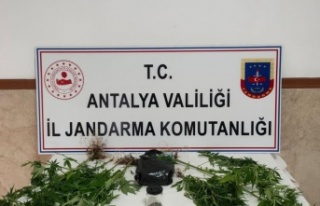 T.C.
ANTALYA VALİLİĞİ
İL JANDARMA KOMUTANLIĞI